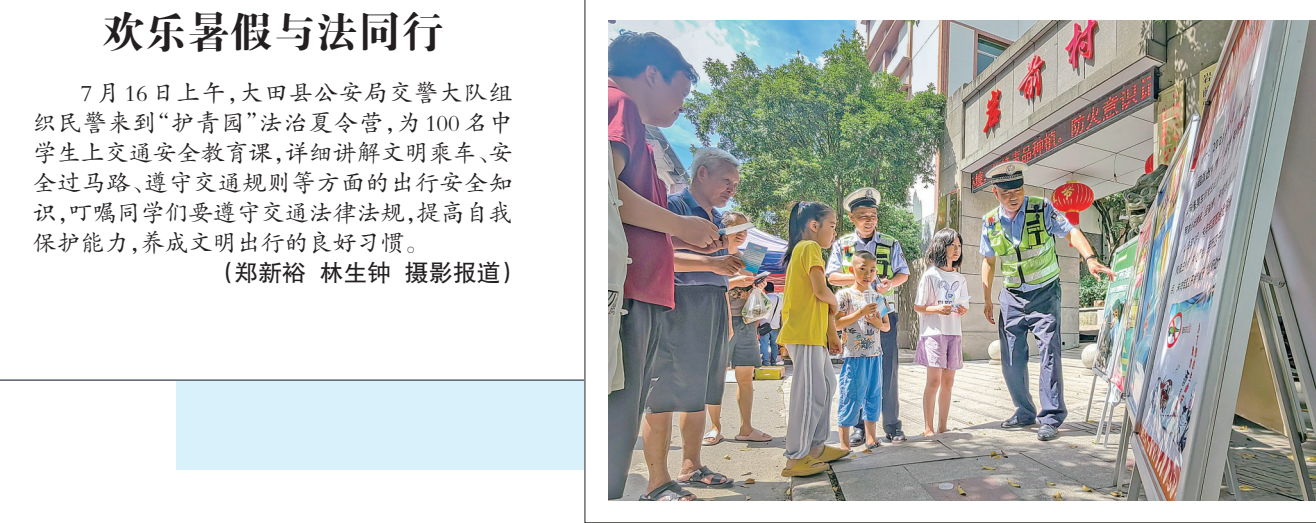 欢乐暑假与法同行
7月16日上午,大田县公安局交警大队组
织民警来到“护青园”法治夏令营,为100名中
学生上交通安全教育课,详细讲解文明乘车、安
全过马路、遵守交通规则等方面的出行安全知
识,叮嘱同学们要遵守交通法律法规,提高自我
保护能力,养成文明出行的良好习惯。
(郑新裕 林生钟 摄影报道)
岩前村
品种植,防火意识